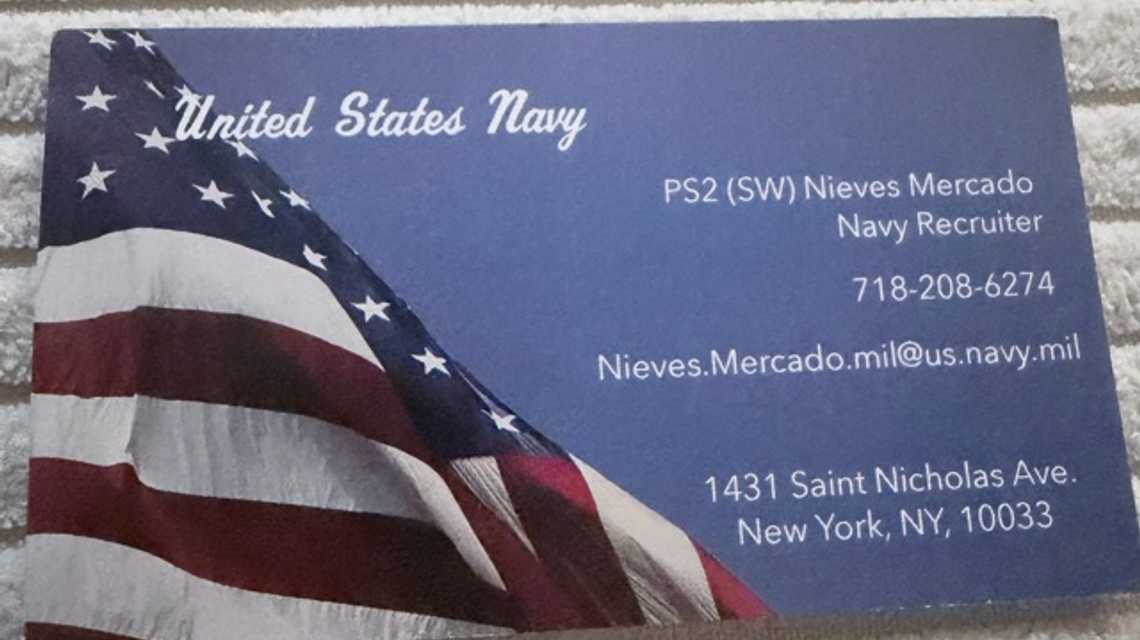 United States Navy
PS2 (SW) Nieves Mercado
Navy Recruiter
718-208-6274
Nieves.Mercado.mil@us.navy.mil
1431 Saint Nicholas Ave.
New York, NY, 10033